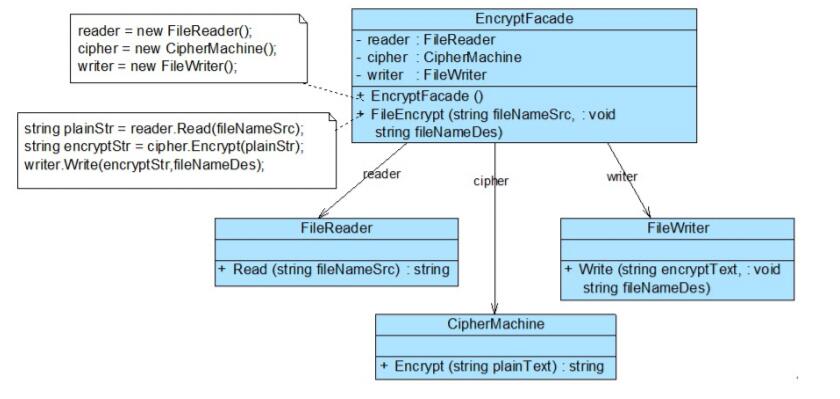 reader = new FileReader();
cipher = new CipherMachine();
writer = new FileWriter();
string plainStr = reader.Read(fileNameSrc);
string encryptStr = cipher.Encrypt(plainStr);
writer.Write(encryptStr,fileNameDes);
EncryptFacade
- reader : FileReader
- cipher : CipherMachine
- writer : FileWriter
+ EncryptFacade ()
+ FileEncrypt (string fileNameSrc, : void
string fileNameDes)
reader
cipher
writer
FileReader
+ Read (string fileNameSrc) : string
FileWriter
+ Write (string encryptText, : void
string fileNameDes)
CipherMachine
+ Encrypt (string plainText) : string